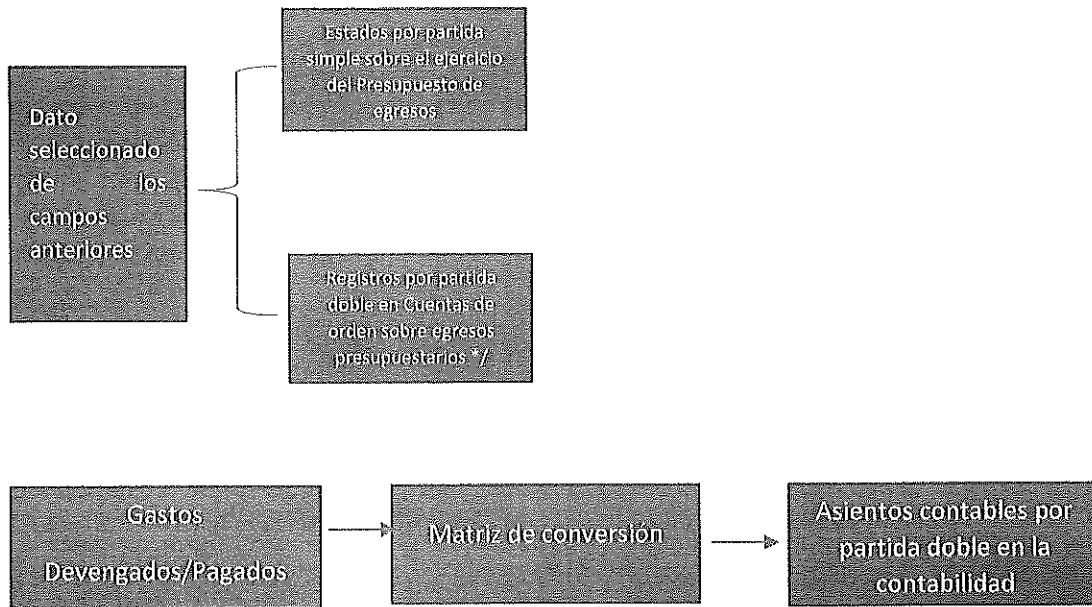 Estados por partida
simple sobre el ejercicio
del Presupuesto de
egresos
Dato
seleccionado
de los
campos
anteriores
Registros por partida
doble en Cuentas de
orden sobre egresos
presupuestarios.*/
Gastos
Devengados/Pagados
Matriz de conversión
Asientos contables por
partida doble en la
contabilidad